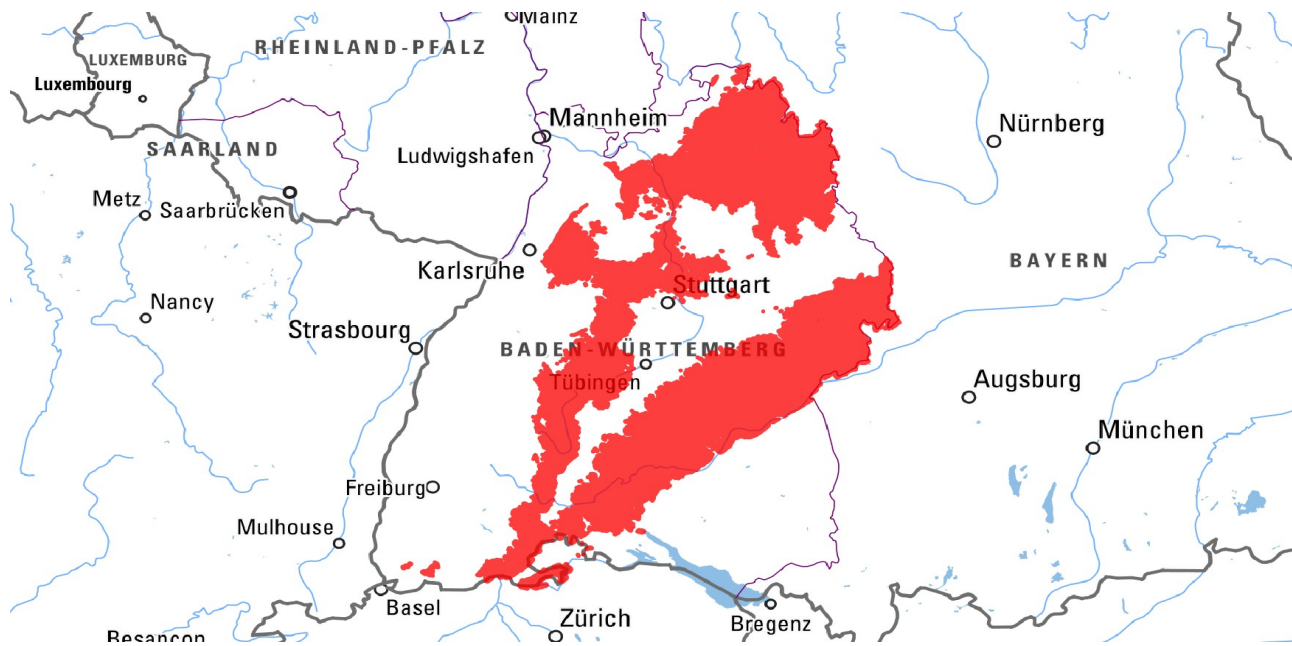 Mainz
RHEINLAND-PFALZ
LUXEMBURG
Luxembourg
Mannheim
Nürnberg
SAARLAND
Ludwigshafen
Metz
Saarbrücken
Karlsruhe
BAYERN
Stuttgart
Nancy
Strasbourg
BADEN-WÜRTTEMBERG
Tübingen
Augsburg
München
Freiburg
Mulhouse
Basel
Zürich
Bregenz
Besançon